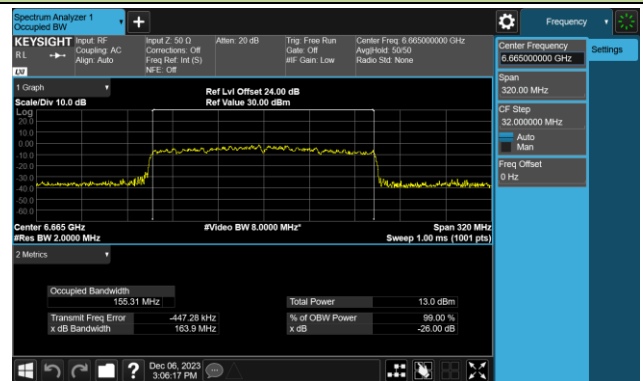 Spectrum Analyzer 1
Occupied BW
+
Frequency
KEYSIGHT
RL
LXI
Input: RF
Coupling: AC
Align: Auto
Input Z: 50 Ω
Corrections: Off
Freq Ref: Int (S)
NFE: Off
Atten: 20 dB
Trig: Free Run
Gate: Off
#IF Gain: Low
Center Freq: 6.665000000 GHz
Avg|Hold: 50/50
Radio Std: None
Center Frequency
6.665000000 GHz
Settings
Span
320.00 MHz
CF Step
32.000000 MHz
Auto
Man
Freq Offset
0 Hz
1 Graph
Scale/Div 10.0 dB
Ref Lvl Offset 24.00 dB
Ref Value 30.00 dBm
Log
20.0
10.0
0.00
-10.0
-20.0
-30.0
-40.0
-50.0
-60.0
Center 6.665 GHz
#Res BW 2.0000 MHz
#Video BW 8.0000 MHz*
Span 320 MHz
Sweep 1.00 ms (1001 pts)
2 Metrics
Occupied Bandwidth
155.31 MHz
Total Power 13.0 dBm
Transmit Freq Error -447.28 kHz
% of OBW Power 99.00 %
x dB Bandwidth 163.9 MHz
x dB -26.00 dB
?
Dec 06, 2023
3:06:17 PM